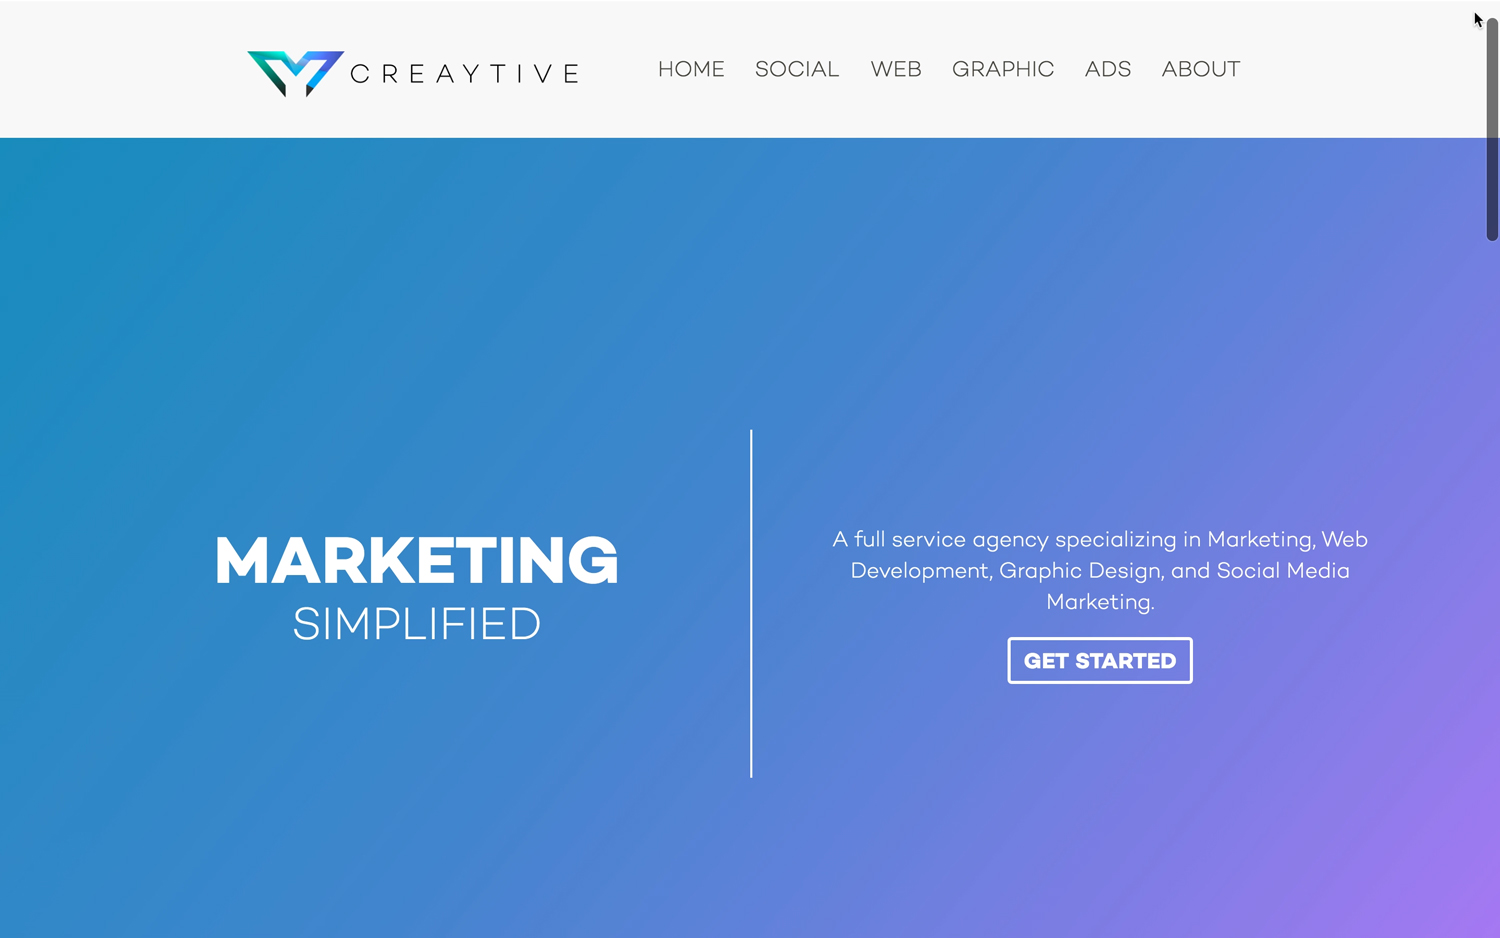 CREAYTIVE
HOME SOCIAL WEB GRAPHIC ADS ABOUT
MARKETING
SIMPLIFIED
A full service agency specializing in Marketing, Web
Development, Graphic Design, and Social Media
Marketing.
GET STARTED